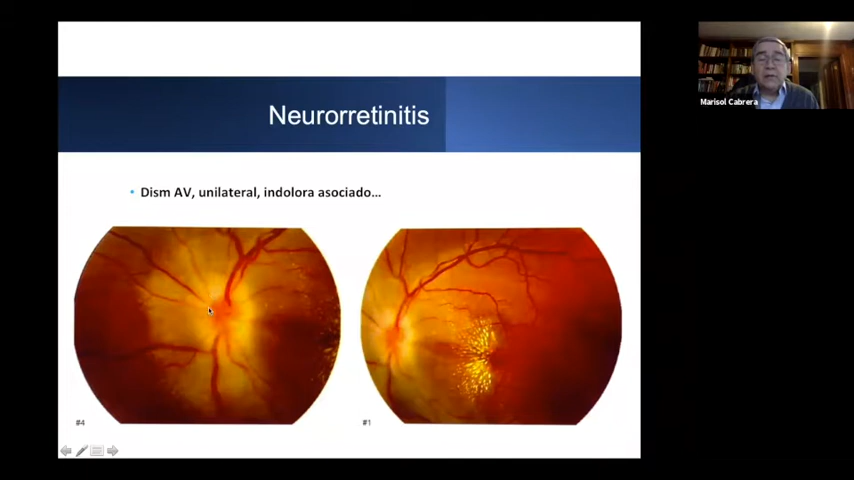 Neurorretinitis
Marisol Cabrera
• Dism AV, unilateral, indolora asociado...
#4
#1